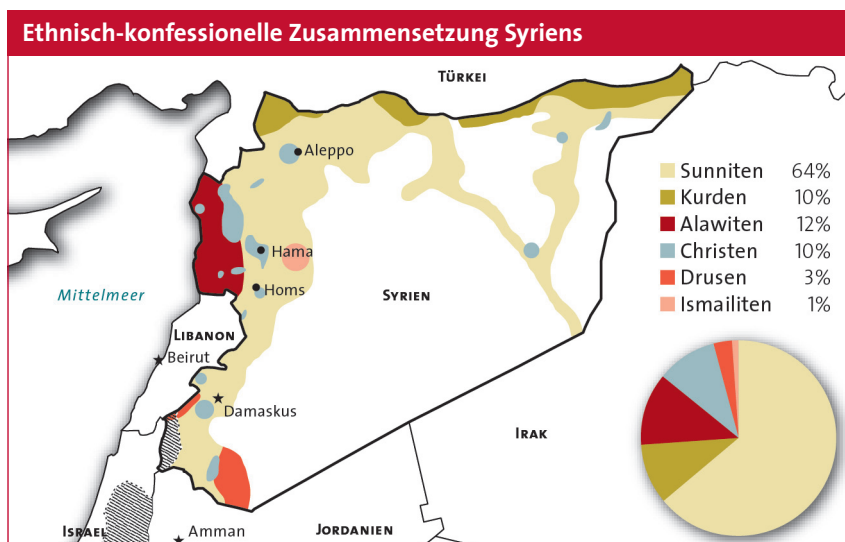 Ethnisch-konfessionelle Zusammensetzung Syriens
TÜRKEI
Aleppo
Sunniten 64%
Kurden 10%
Alawiten 12%
Christen 10%
Drusen 3%
Ismailiten 1%
Hama
Homs
Mittelmeer
SYRIEN
LIBANON
Beirut
Damaskus
IRAK
ISRAEL
Amman
JORDANIEN